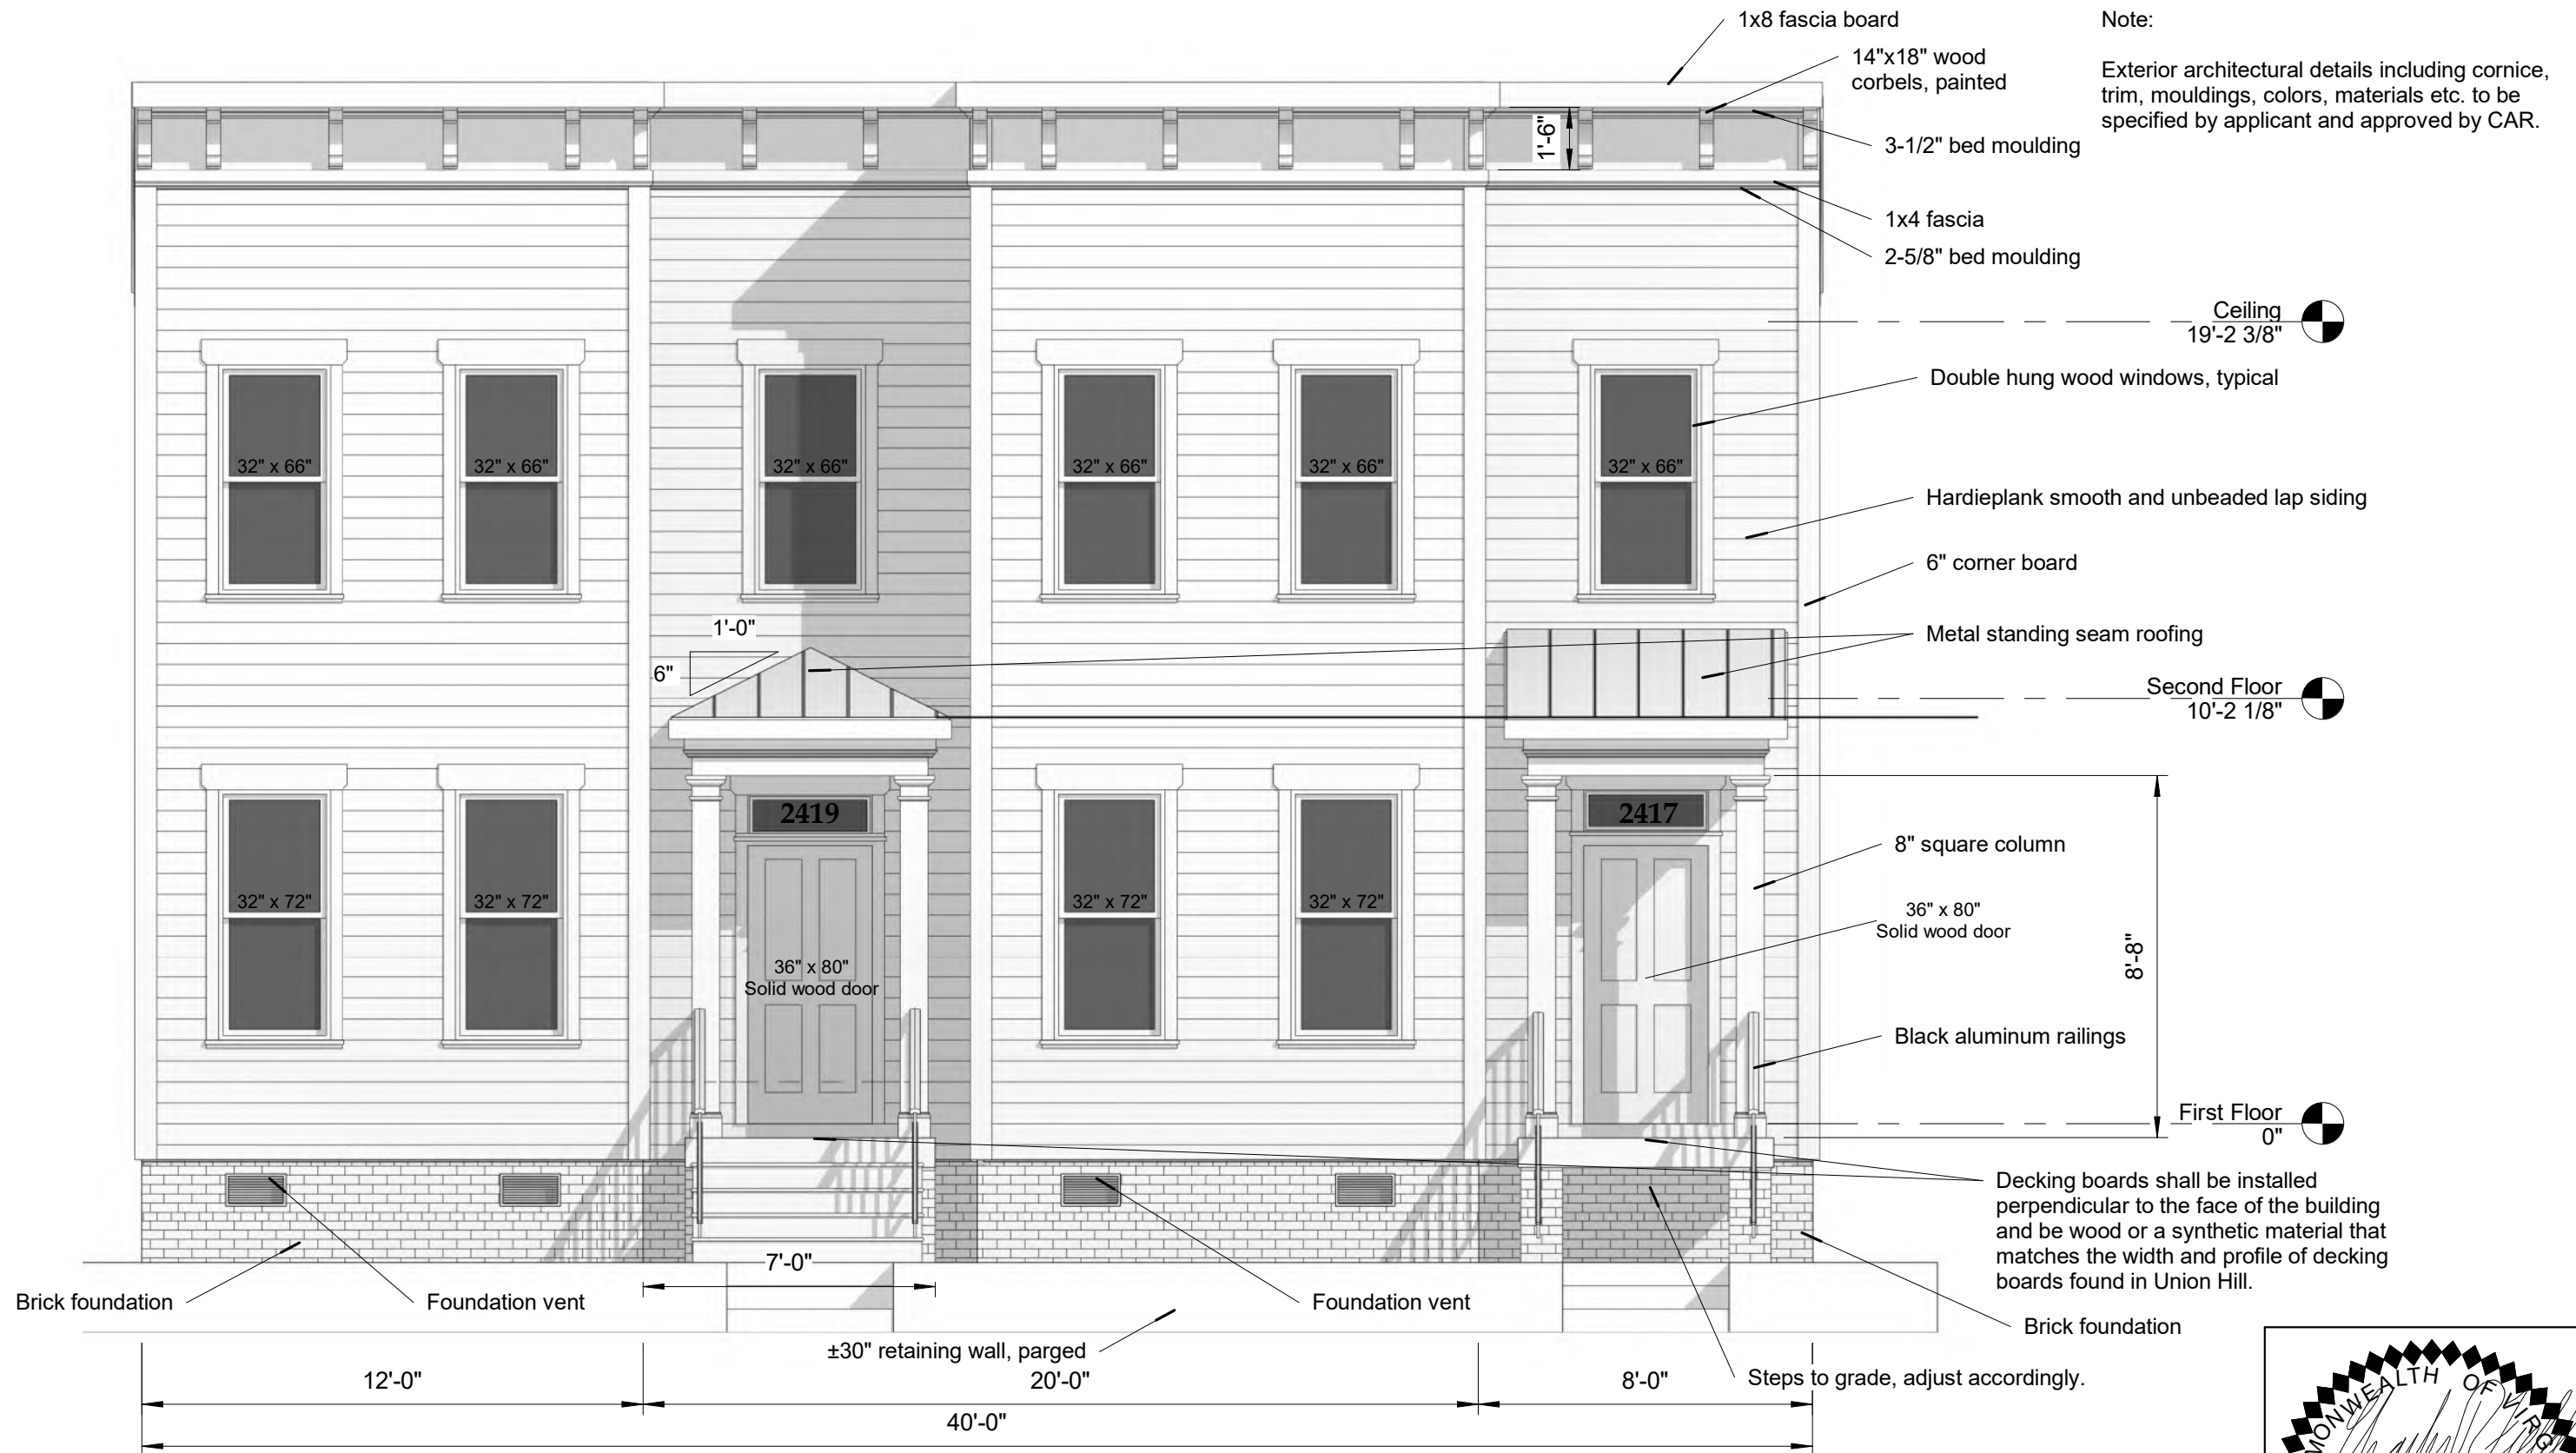 1x8 fascia board
14"x18" wood
corbels, painted
Note:
Exterior architectural details including cornice,
trim, mouldings, colors, materials etc. to be
specified by applicant and approved by CAR.
1'-6"
3-1/2" bed moulding
1x4 fascia
2-5/8" bed moulding
Ceiling
19'-2 3/8"
Double hung wood windows, typical
32" x 66"
32" x 66"
32" x 66"
32" x 66"
32" x 66"
32" x 66"
Hardieplank smooth and unbeaded lap siding
6" corner board
1'-0"
6"
Metal standing seam roofing
Second Floor
10'-2 1/8"
2419
2417
8" square column
32" x 72"
32" x 72"
32" x 72"
32" x 72"
36" x 80"
Solid wood door
36" x 80"
Solid wood door
8'-8"
Black aluminum railings
First Floor
0"
Decking boards shall be installed
perpendicular to the face of the building
and be wood or a synthetic material that
matches the width and profile of decking
boards found in Union Hill.
7'-0"
Brick foundation
Foundation vent
Foundation vent
Brick foundation
±30" retaining wall, parged
Steps to grade, adjust accordingly.
12'-0"
20'-0"
8'-0"
40'-0"
OF